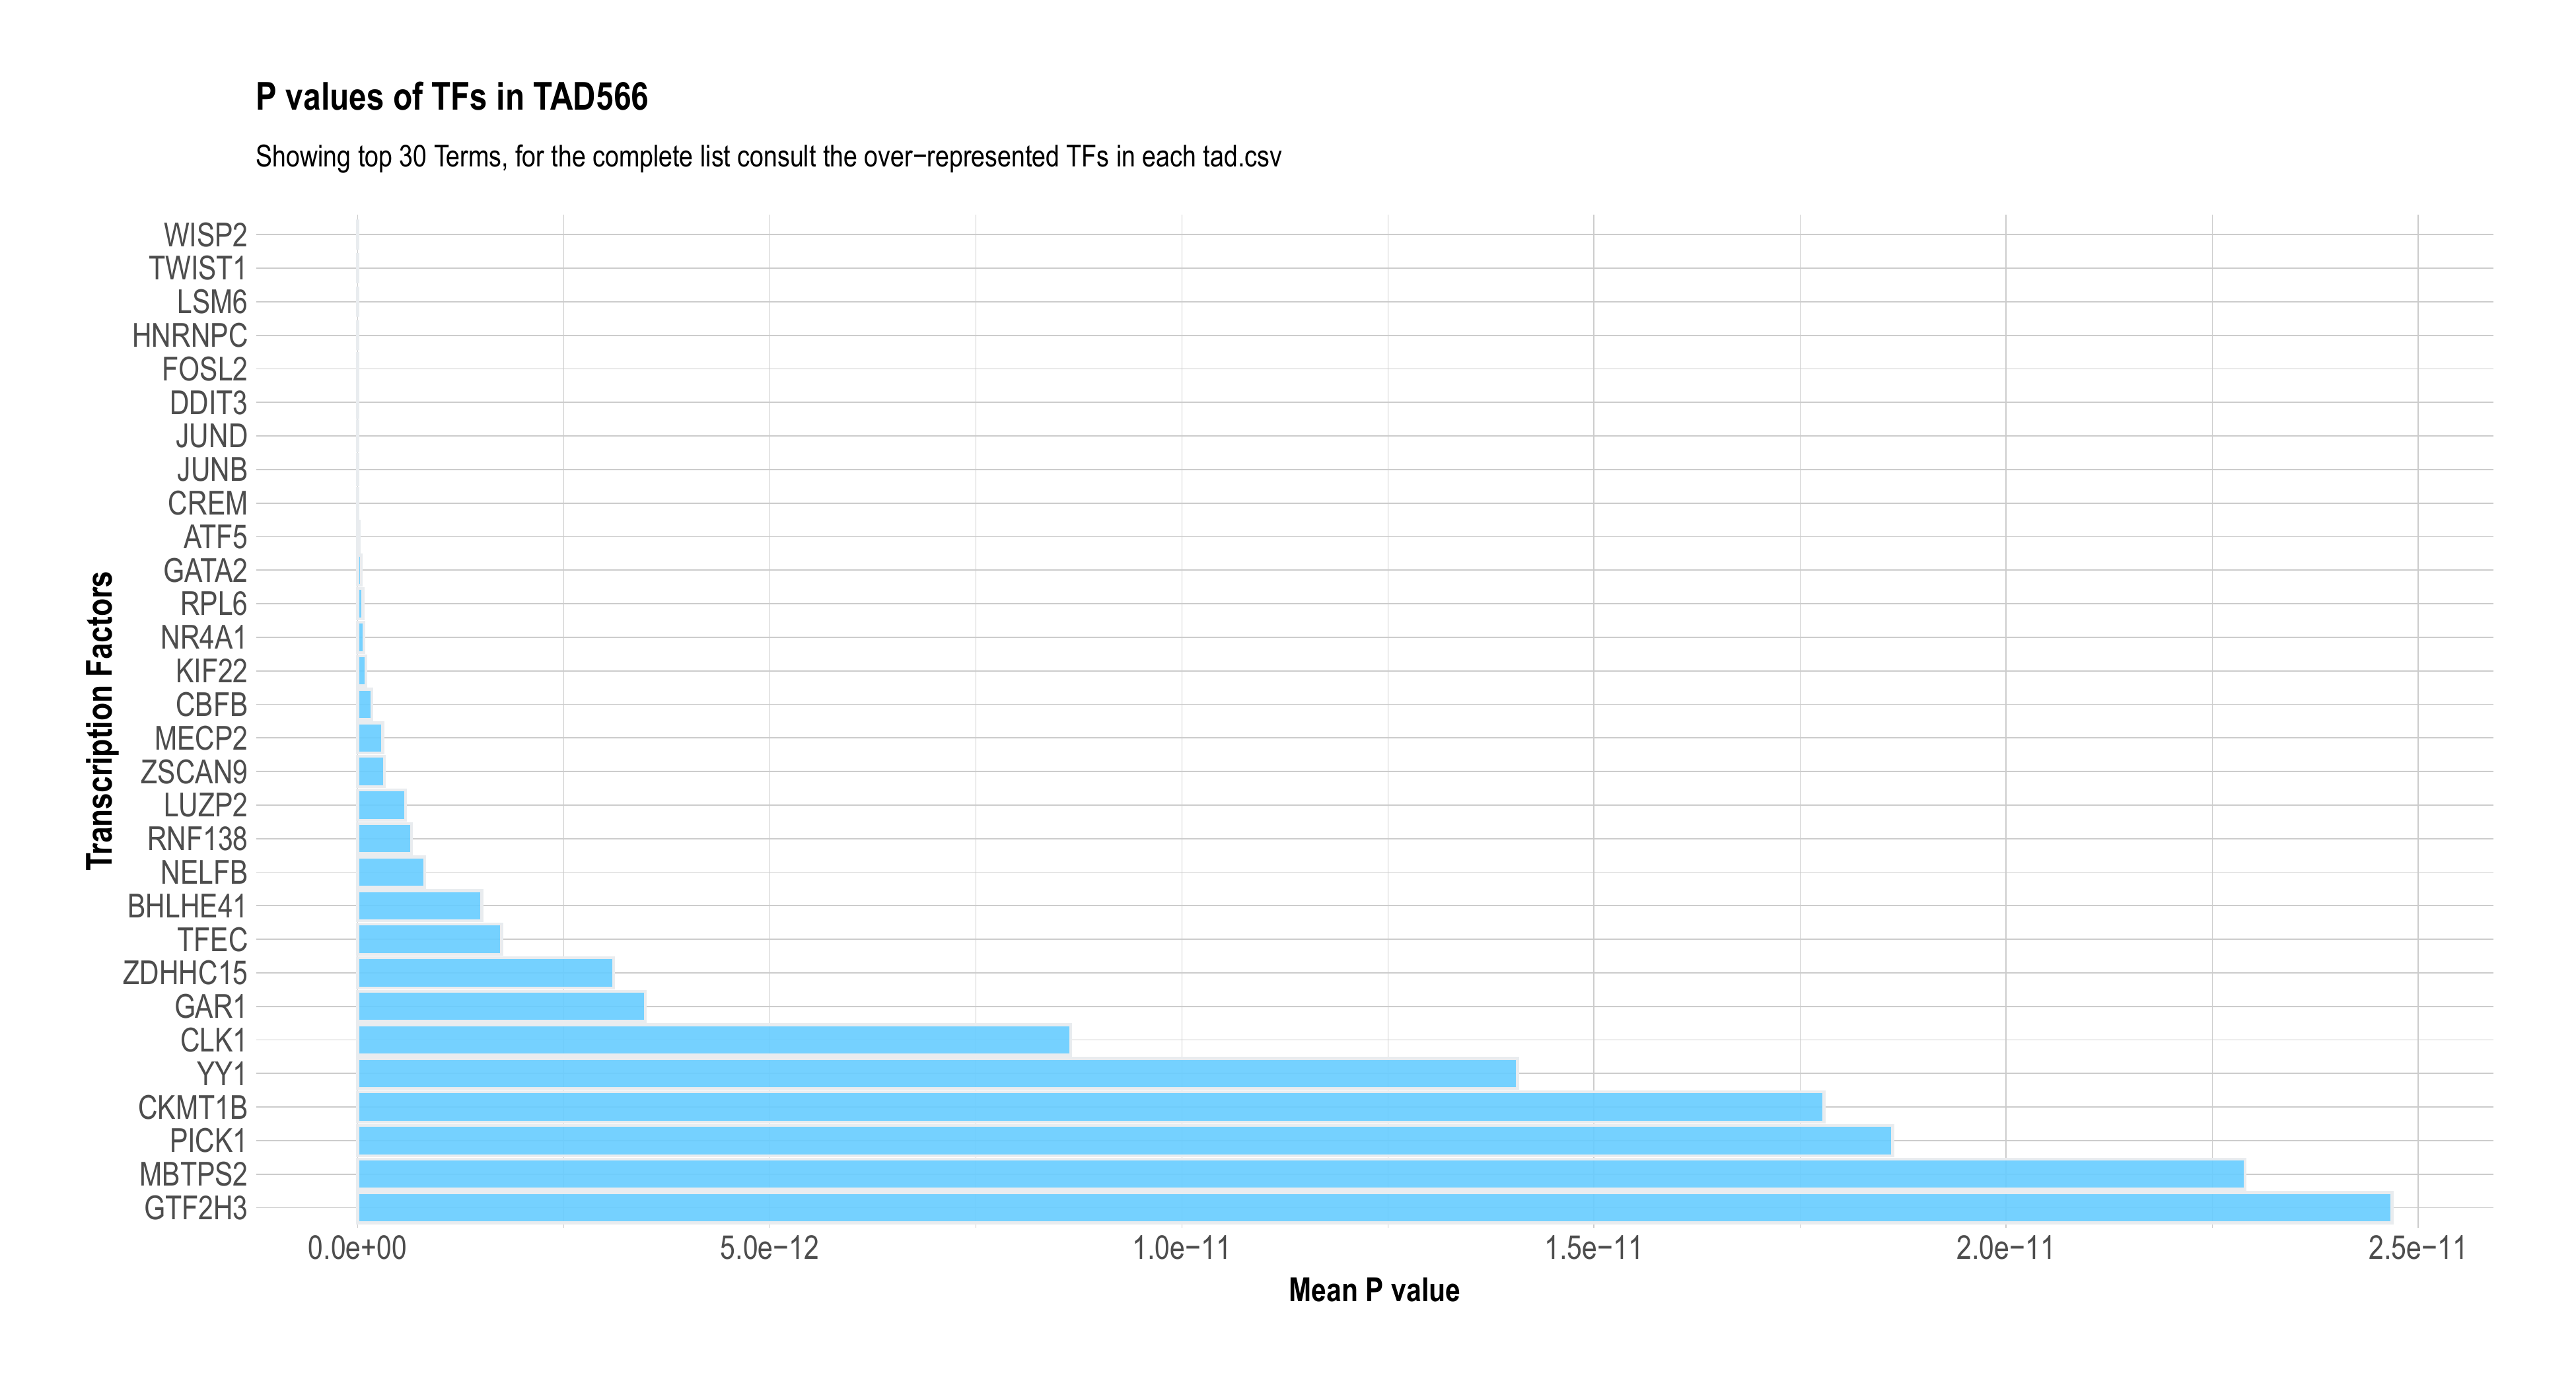 P values of TFs in TAD566
Showing top 30 Terms, for the complete list consult the over−represented TFs in each tad.csv
Transcription Factors
WISP2
TWIST1
LSM6
HNRNPC
FOSL2
DDIT3
JUND
JUNB
CREM
ATF5
GATA2
RPL6
NR4A1
KIF22
CBFB
MECP2
ZSCAN9
LUZP2
RNF138
NELFB
BHLHE41
TFEC
ZDHHC15
GAR1
CLK1
YY1
CKMT1B
PICK1
MBTPS2
GTF2H3
0.0e+00 5.0e−12 1.0e−11 1.5e−11 2.0e−11 2.5e−11
Mean P value